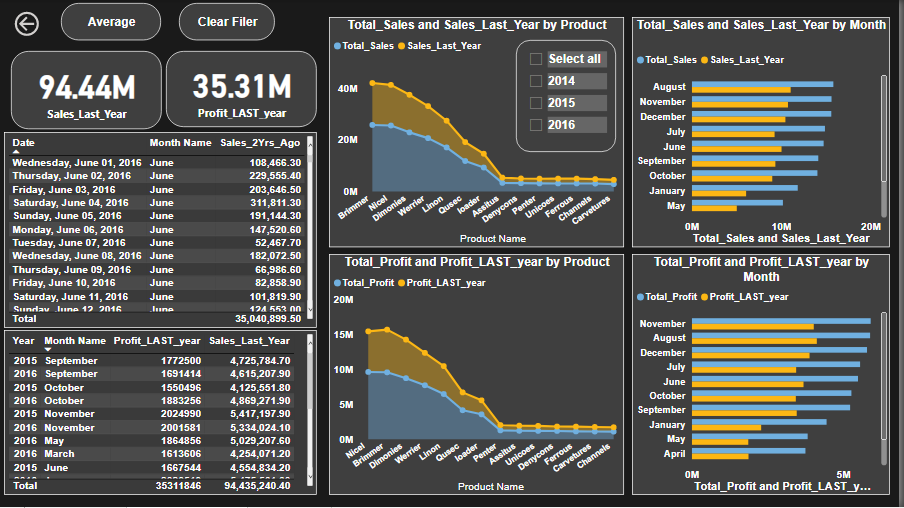 Average
Clear Filer
94.44M
Sales_Last_Year
35.31M
Profit_LAST_year
Date Month Name Sales_2Yrs_Ago
Wednesday, June 01, 2016 June 108,466.30
Thursday, June 02, 2016 June 229,555.40
Friday, June 03, 2016 June 203,646.50
Saturday, June 04, 2016 June 311,811.30
Sunday, June 05, 2016 June 191,144.30
Monday, June 06, 2016 June 147,520.60
Tuesday, June 07, 2016 June 52,467.70
Wednesday, June 08, 2016 June 182,072.50
Thursday, June 09, 2016 June 66,986.60
Friday, June 10, 2016 June 82,858.90
Saturday, June 11, 2016 June 101,819.90
Sunday, June 12, 2016 June 124,553.00
Total 35,040,899.50
Year Month Name Profit_LAST_year Sales_Last_Year
2015 September 1772500 4,725,784.70
2016 September 1691414 4,615,207.90
2015 October 1550496 4,125,551.80
2016 October 1883256 4,869,271.90
2015 November 2024990 5,417,197.90
2016 November 2001581 5,334,024.10
2016 May 1864856 5,029,207.60
2016 March 1613606 4,254,071.20
2015 June 1667544 4,554,834.20
Total 35311846 94,435,240.40
Total_Sales and Sales_Last_Year by Product
Total_Sales Sales_Last_Year
Select all
2014
2015
2016
40M
20M
0M
Brimmer Nicel Dimonies Werrier Linon Qusec loader Assitus Denycons Penter Unicoes Ferrous Channels Carvetures
Product Name
Total_Profit and Profit_LAST_year by Product
Total_Profit Profit_LAST_year
20M
15M
10M
5M
0M
Nicel Brimmer Dimonies Werrier Linon Qusec loader Penter Assitus Unicoes Denycons Ferrous Carvetures Channels
Product Name
Total_Sales and Sales_Last_Year by Month
Total_Sales Sales_Last_Year
August
November
December
July
June
September
October
January
May
0M 10M 20M
Total_Sales and Sales_Last_Year
Total_Profit and Profit_LAST_year by
Month
Total_Profit Profit_LAST_year
November
August
December
July
June
October
September
January
May
April
0M 5M
Total_Profit and Profit_LAST_y...